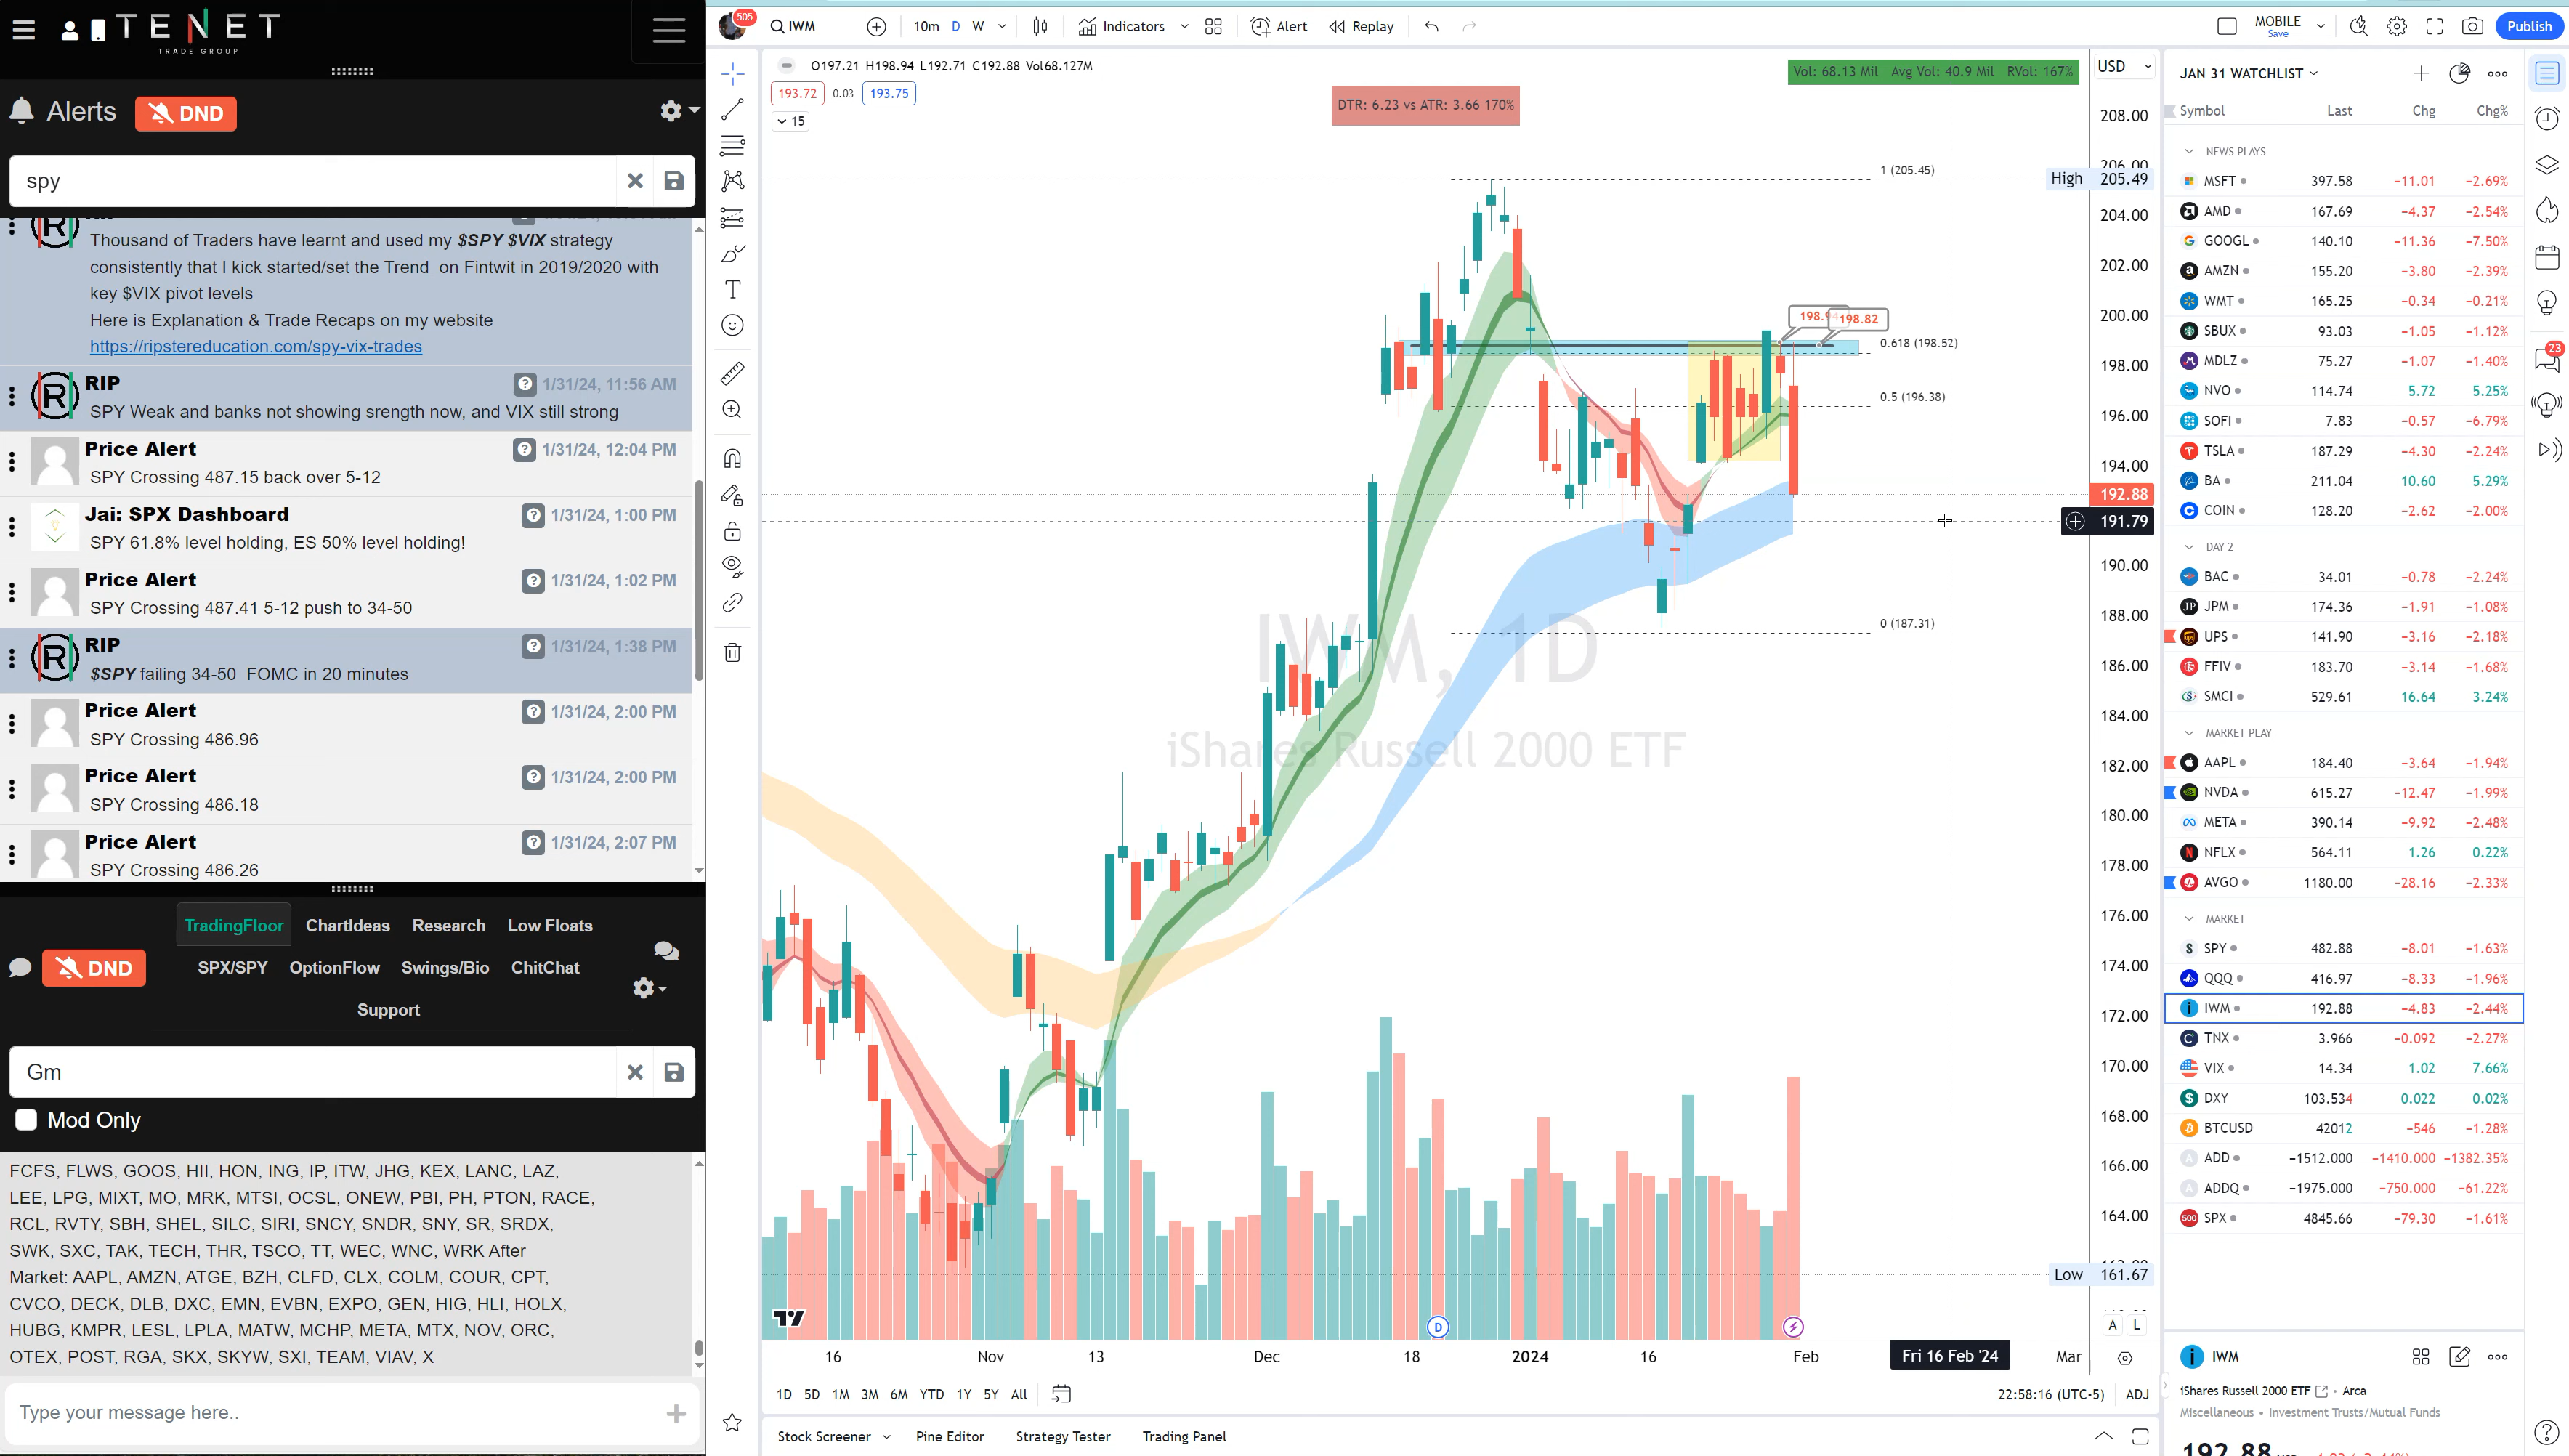 TENET
TRADE GROUP
Alerts
DND
spy
Thousand of Traders have learnt and used my $SPY $VIX strategy
consistently that I kick started/set the Trend on Fintwit in 2019/2020 with
key $VIX pivot levels
Here is Explanation & Trade Recaps on my website
https://ripstereducation.com/spy-vix-trades
RIP 1/31/24, 11:56 AM
SPY Weak and banks not showing srength now, and VIX still strong
Price Alert 1/31/24, 12:04 PM
SPY Crossing 487.15 back over 5-12
Jai: SPX Dashboard 1/31/24, 1:00 PM
SPY 61.8% level holding, ES 50% level holding!
Price Alert 1/31/24, 1:02 PM
SPY Crossing 487.41 5-12 push to 34-50
RIP 1/31/24, 1:38 PM
$SPY failing 34-50 FOMC in 20 minutes
Price Alert 1/31/24, 2:00 PM
SPY Crossing 486.96
Price Alert 1/31/24, 2:00 PM
SPY Crossing 486.18
Price Alert 1/31/24, 2:07 PM
SPY Crossing 486.26
TradingFloor ChartIdeas Research Low Floats
DND
SPX/SPY OptionFlow Swings/Bio ChitChat
Support
Gm
Mod Only
FCFS, FLWS, GOOS, HII, HON, ING, IP, ITW, JHG, KEX, LANC, LAZ,
LEE, LPG, MIXT, MO, MRK, MTSI, OCSL, ONEW, PBI, PH, PTON, RACE,
RCL, RVTY, SBH, SHEL, SILC, SIRI, SNCY, SNDR, SNY, SR, SRDX,
SWK, SXC, TAK, TECH, THR, TSCO, TT, WEC, WNC, WRK After
Market: AAPL, AMZN, ATGE, BZH, CLFD, CLX, COLM, COUR, CPT,
CVCO, DECK, DLB, DXC, EMN, EVBN, EXPO, GEN, HIG, HLI, HOLX,
HUBG, KMPR, LESL, LPLA, MATW, MCHP, META, MTX, NOV, ORC,
OTEX, POST, RGA, SKX, SKYW, SXI, TEAM, VIAV, X
Type your message here..
505
IWM 10m D W Indicators Alert Replay MOBILE Save Publish
O197.21 H198.94 L192.71 C192.88 Vol68.127M
193.72 0.03 193.75
15
DTR: 6.23 vs ATR: 3.66 170%
Vol: 68.13 Mil Avg Vol: 40.9 Mil RVol: 167%
USD
1 (205.45)
198.82
0.618 (198.52)
0.5 (196.38)
0 (187.31)
IWM, 1D
iShares Russell 2000 ETF
208.00
206.00
High 205.49
204.00
202.00
200.00
198.00
196.00
194.00
192.88
191.79
190.00
188.00
186.00
184.00
182.00
180.00
178.00
176.00
174.00
172.00
170.00
168.00
166.00
164.00
Low 161.67
A L
D
16 Nov 13 Dec 18 2024 16 Feb Fri 16 Feb '24 Mar
1D 5D 1M 3M 6M YTD 1Y 5Y All
22:58:16 (UTC-5) ADJ
Stock Screener Pine Editor Strategy Tester Trading Panel
JAN 31 WATCHLIST
Symbol Last Chg Chg%
NEWS PLAYS
MSFT 397.58 −11.01 −2.69%
AMD 167.69 −4.37 −2.54%
GOOGL 140.10 −11.36 −7.50%
AMZN 155.20 −3.80 −2.39%
WMT 165.25 −0.34 −0.21%
SBUX 93.03 −1.05 −1.12%
MDLZ 75.27 −1.07 −1.40%
NVO 114.74 5.72 5.25%
SOFI 7.83 −0.57 −6.79%
TSLA 187.29 −4.30 −2.24%
BA 211.04 10.60 5.29%
COIN 128.20 −2.62 −2.00%
DAY 2
BAC 34.01 −0.78 −2.24%
JPM 174.36 −1.91 −1.08%
UPS 141.90 −3.16 −2.18%
FFIV 183.70 −3.14 −1.68%
SMCI 529.61 16.64 3.24%
MARKET PLAY
AAPL 184.40 −3.64 −1.94%
NVDA 615.27 −12.47 −1.99%
META 390.14 −9.92 −2.48%
NFLX 564.11 1.26 0.22%
AVGO 1180.00 −28.16 −2.33%
MARKET
SPY 482.88 −8.01 −1.63%
QQQ 416.97 −8.33 −1.96%
IWM 192.88 −4.83 −2.44%
TNX 3.966 −0.092 −2.27%
VIX 14.34 1.02 7.66%
DXY 103.534 0.022 0.02%
BTCUSD 42012 −546 −1.28%
ADD −1512.000 −1410.000 −1382.35%
ADDQ −1975.000 −750.000 −61.22%
SPX 4845.66 −79.30 −1.61%
IWM
iShares Russell 2000 ETF • Arca
Miscellaneous • Investment Trusts/Mutual Funds
192.88
23